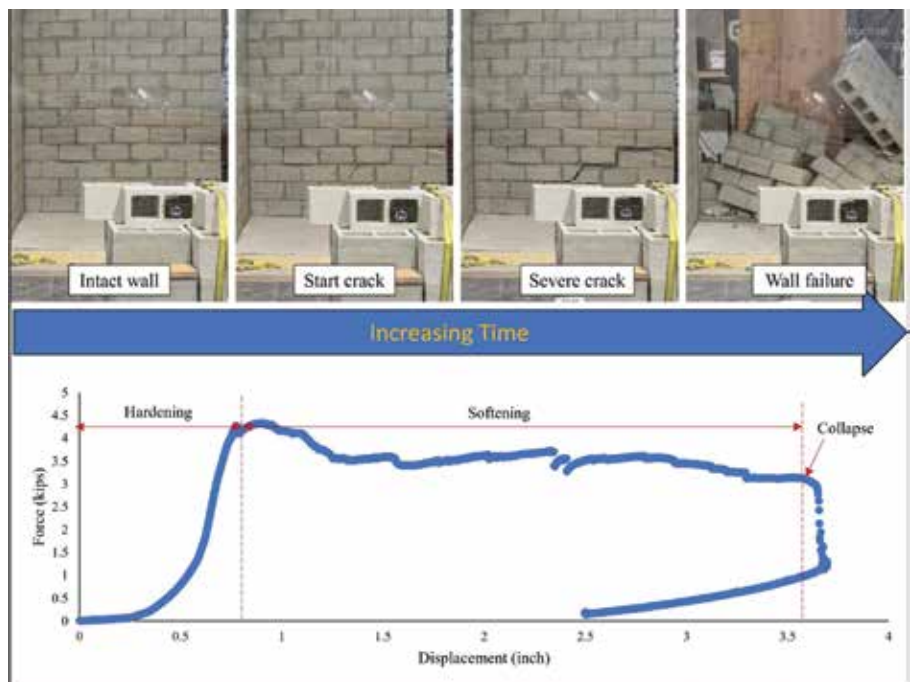 Intact wall
Start crack
Severe crack
Wall failure
Increasing Time
Hardening
Softening
Collapse
Force (kips)
5
4.5
4
3.5
3
2.5
2
1.5
1
0.5
0
0
0.5
1
1.5
2
2.5
3
3.5
4
Displacement (inch)